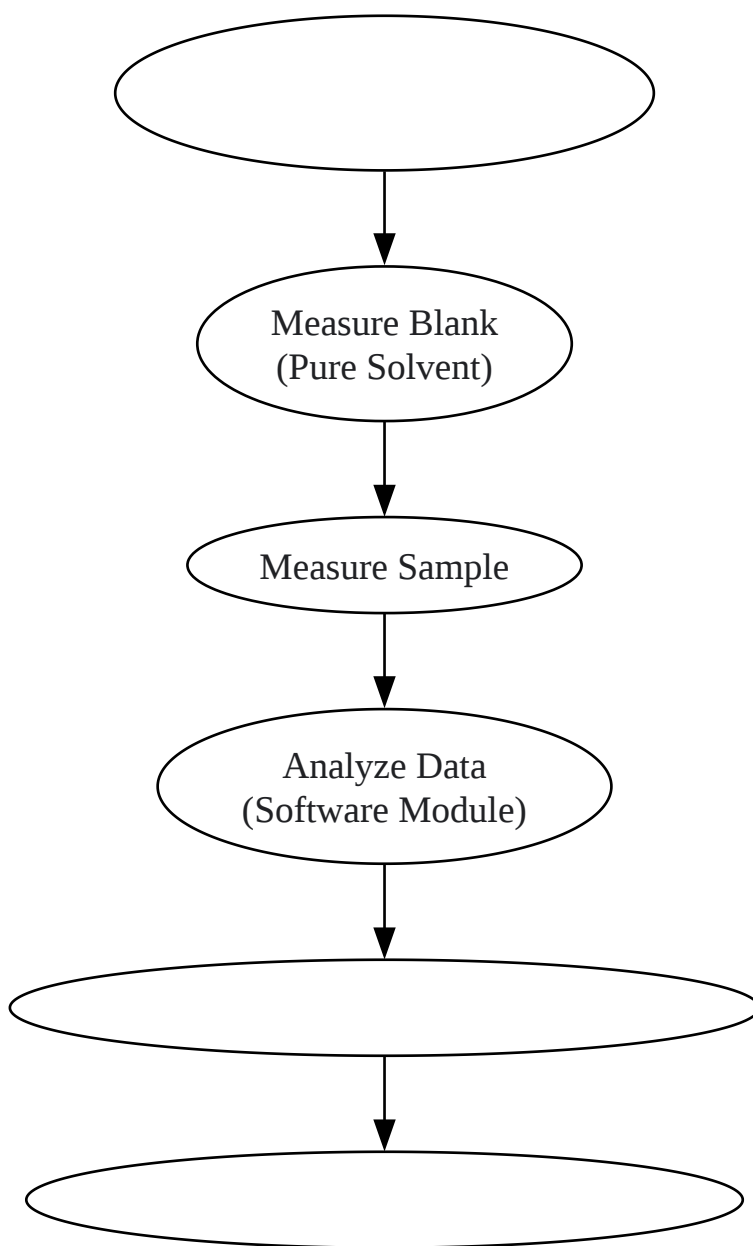 Measure Blank
(Pure Solvent)
Measure Sample
Analyze Data
(Software Module)